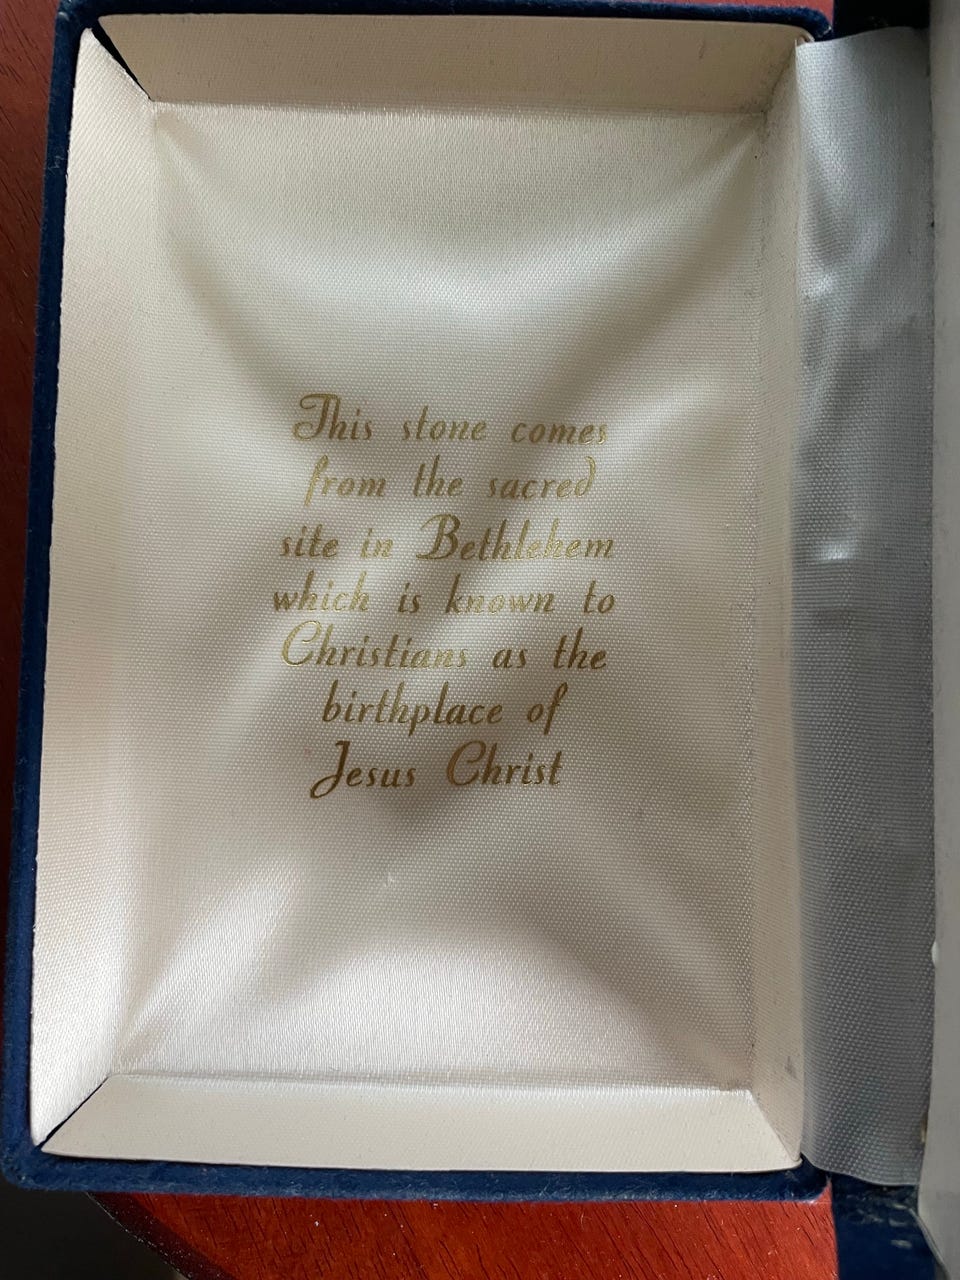 This stone comes
from the sacred
site in Bethlehem
which is known to
Christians as the
birthplace of
Jesus Christ